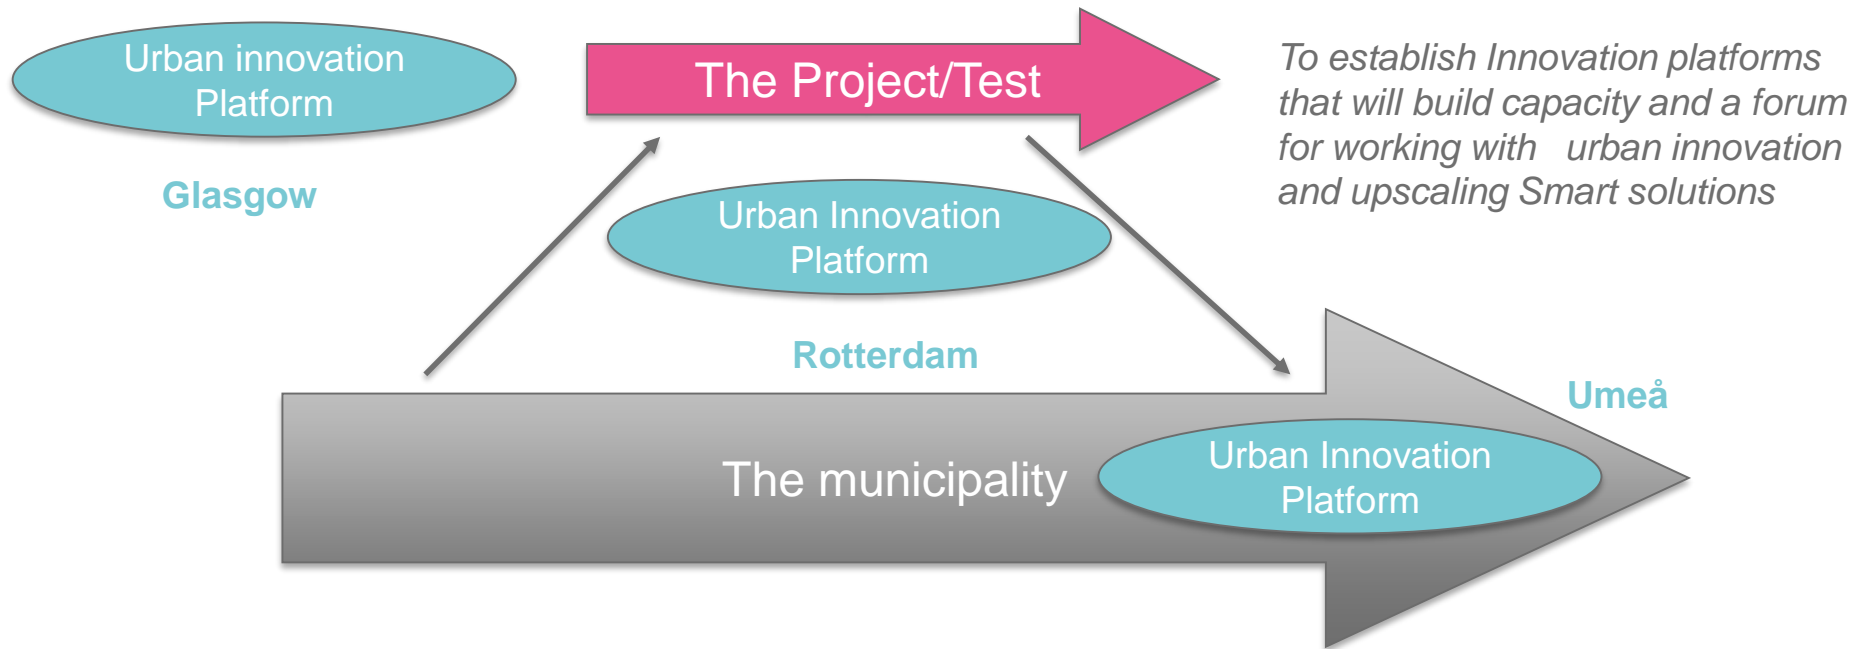 Urban innovation
Platform
Glasgow
The Project/Test
To establish Innovation platforms
that will build capacity and a forum
for working with   urban innovation
and upscaling Smart solutions
Urban Innovation
Platform
Rotterdam
Umeå
The municipality
Urban Innovation
Platform